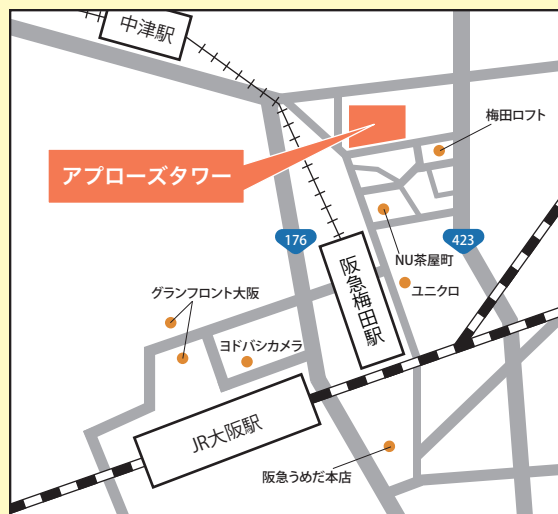 中津駅
梅田ロフト
アプローズタワー
176
423
NU茶屋町
阪急梅田駅
ユニクロ
グランフロント大阪
ヨドバシカメラ
JR大阪駅
阪急うめだ本店